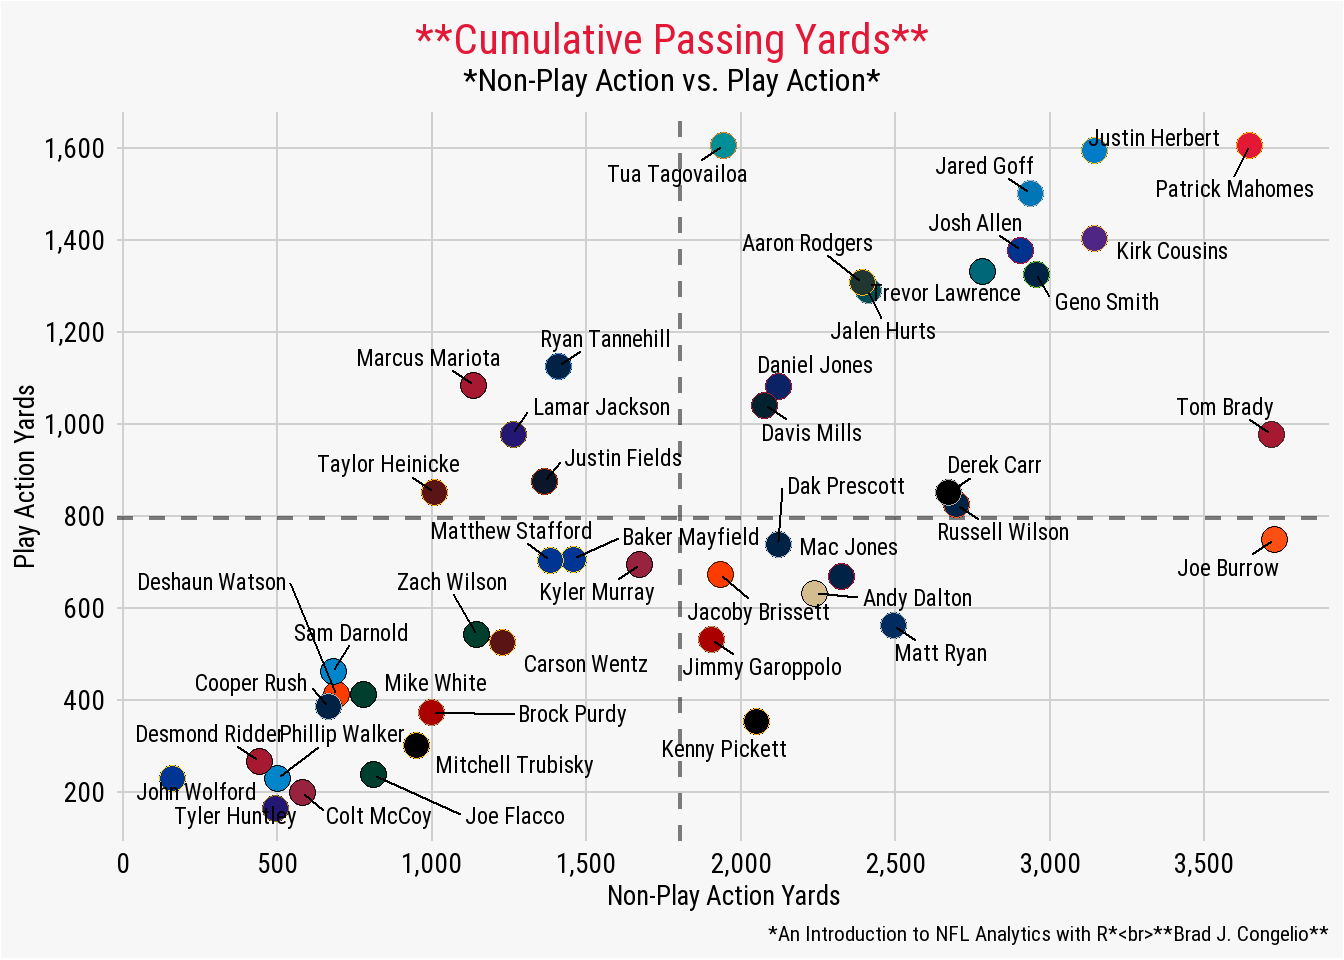 **Cumulative Passing Yards**
*Non-Play Action vs. Play Action*
Play Action Yards
1,600
1,400
1,200
1,000
800
600
400
200
Justin Herbert
Tua Tagovailoa
Jared Goff
Patrick Mahomes
Josh Allen
Aaron Rodgers
Kirk Cousins
Trevor Lawrence
Geno Smith
Jalen Hurts
Ryan Tannehill
Marcus Mariota
Daniel Jones
Lamar Jackson
Tom Brady
Davis Mills
Taylor Heinicke
Justin Fields
Derek Carr
Dak Prescott
Matthew Stafford
Baker Mayfield
Russell Wilson
Mac Jones
Joe Burrow
Deshaun Watson
Zach Wilson
Kyler Murray
Andy Dalton
Jacoby Brissett
Sam Darnold
Matt Ryan
Carson Wentz
Jimmy Garoppolo
Cooper Rush
Mike White
Brock Purdy
Desmond Ridder
Phillip Walker
Kenny Pickett
Mitchell Trubisky
John Wolford
Tyler Huntley
Colt McCoy
Joe Flacco
0
500
1,000
1,500
2,000
2,500
3,000
3,500
Non-Play Action Yards
*An Introduction to NFL Analytics with R*<br>**Brad J. Congelio**